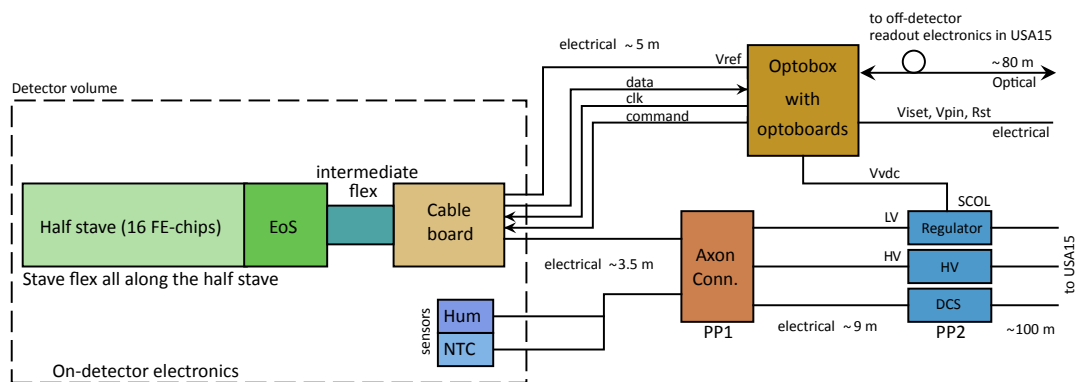 to off-detector
readout electronics in USA15
electrical ~ 5 m
Vref
Optobox
with
optoboards
~80 m
Optical
Detector volume
data
clk
command
Viset, Vpin, Rst
electrical
intermediate
flex
Vvdc
Half stave (16 FE-chips)
EoS
Cable
board
SCOL
LV
Regulator
Axon
Conn.
HV
HV
to USA15
Stave flex all along the half stave
electrical ~3.5 m
sensors
Hum
NTC
DCS
PP1
electrical ~ 9 m
PP2
~100 m
On-detector electronics